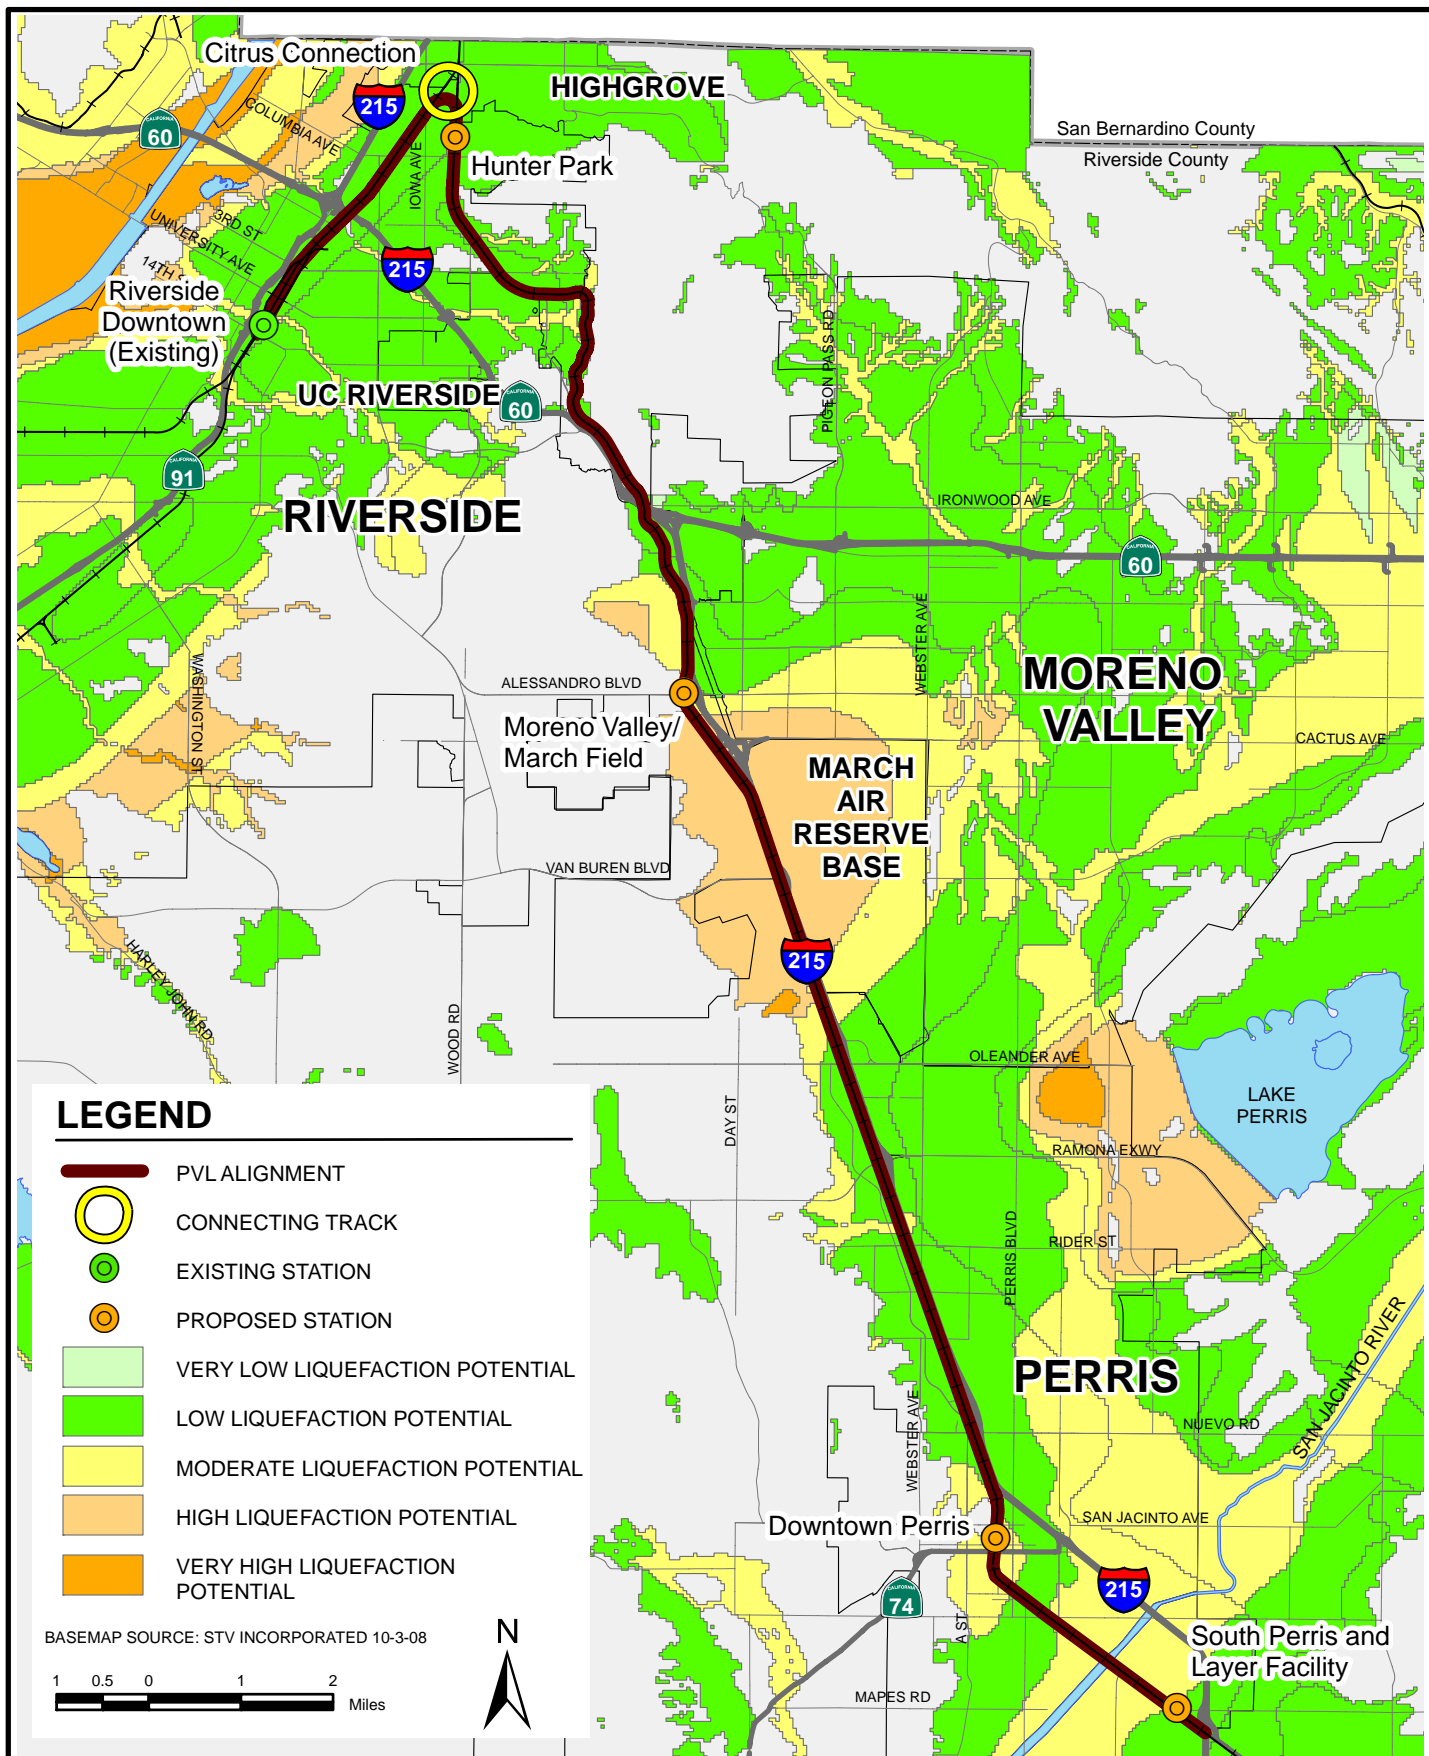 Citrus Connection
HIGHGROVE
215
COLUMBIA AVE
CALIFORNIA
60
San Bernardino County
Riverside County
Hunter Park
IOWA AVE
3RD ST
UNIVERSITY AVE
14TH S
215
Riverside
Downtown
(Existing)
PIGEON PASS RD
UC RIVERSIDE
CALIFORNIA
60
CALIFORNIA
91
RIVERSIDE
IRONWOOD AVE
CALIFORNIA
60
WEBSTER AVE
WASHINGTON ST
MORENO
VALLEY
ALESSANDRO BLVD
Moreno Valley/
March Field
CACTUS AVE
MARCH
AIR
RESERVE
BASE
VAN BUREN BLVD
HARLEY JOHN RD
215
WOOD RD
OLEANDER AVE
DAY ST
LAKE
PERRIS
RAMONA EXWY
PERRIS BLVD
RIDER ST
SAN JACINTO RIVER
PERRIS
NUEVO RD
WEBSTER AVE
SAN JACINTO AVE
Downtown Perris
215
CALIFORNIA
74
A ST
South Perris and
Layer Facility
MAPES RD
LEGEND
PVL ALIGNMENT
CONNECTING TRACK
EXISTING STATION
PROPOSED STATION
VERY LOW LIQUEFACTION POTENTIAL
LOW LIQUEFACTION POTENTIAL
MODERATE LIQUEFACTION POTENTIAL
HIGH LIQUEFACTION POTENTIAL
VERY HIGH LIQUEFACTION
POTENTIAL
BASEMAP SOURCE: STV INCORPORATED 10-3-08
N
1 0.5 0 1 2
Miles